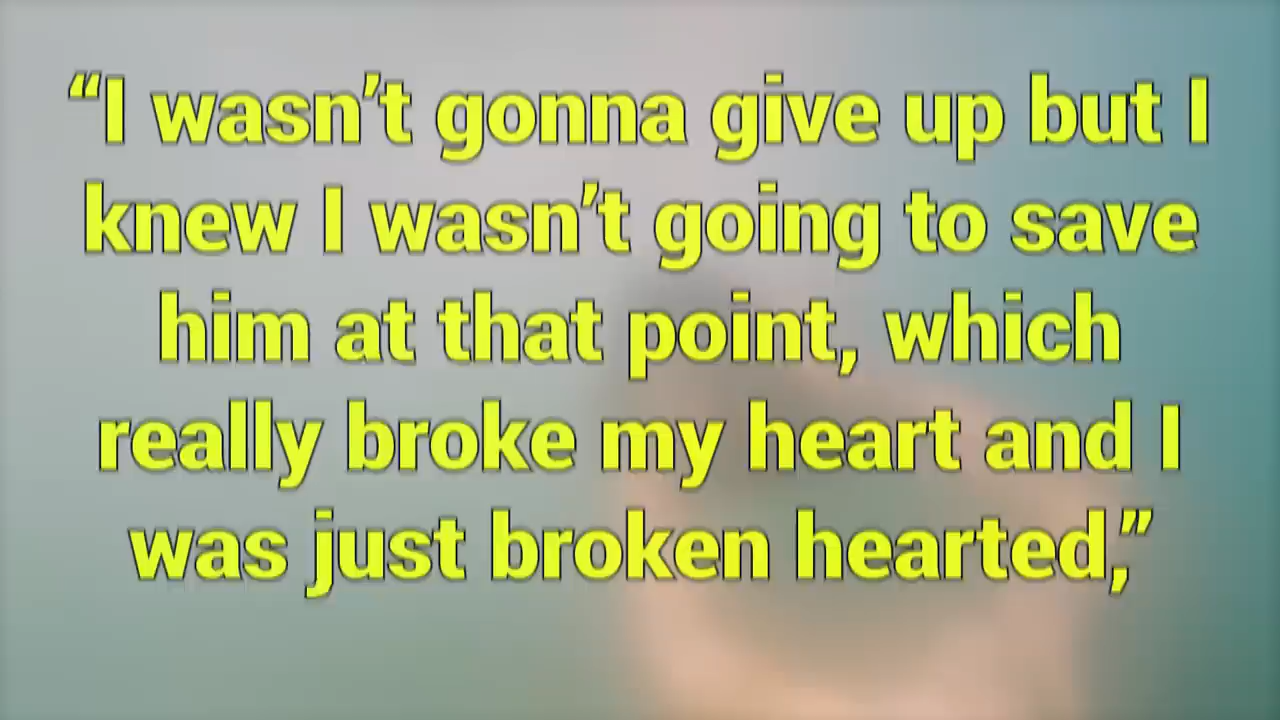 “I wasn’t gonna give up but I
knew I wasn’t going to save
him at that point, which
really broke my heart and I
was just broken hearted,”